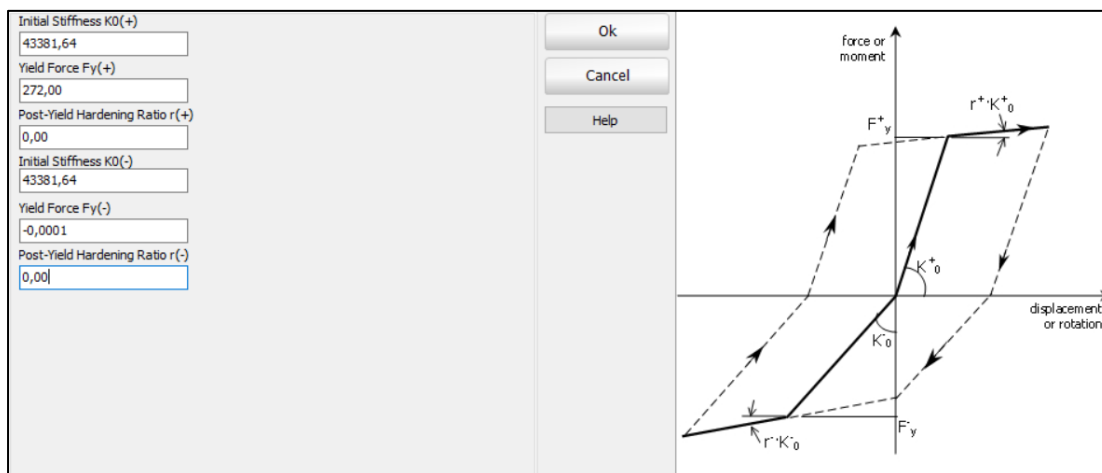 Initial Stiffness K0(+)
43381,64
Yield Force Fy(+)
272,00
Post-Yield Hardening Ratio r(+)
0,00
Initial Stiffness K0(-)
43381,64
Yield Force Fy(-)
-0,0001
Post-Yield Hardening Ratio r(-)
0,00
Ok
Cancel
Help
force or
moment
r⁺·K⁺₀
F⁺y
K⁺₀
displacement
or rotation
K⁻₀
F⁻y
r⁻·K⁻₀